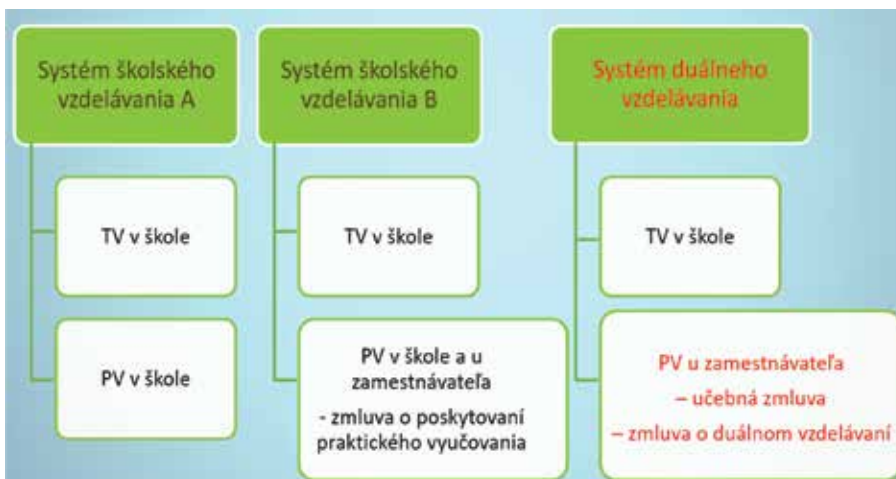 Systém školského
vzdelávania A
TV v škole
PV v škole
Systém školského
vzdelávania B
TV v škole
PV v škole a u
zamestnávateľa
- zmluva o poskytovaní
praktického vyučovania
Systém duálneho
vzdelávania
TV v škole
PV u zamestnávateľa
– učebná zmluva
– zmluva o duálnom vzdelávaní